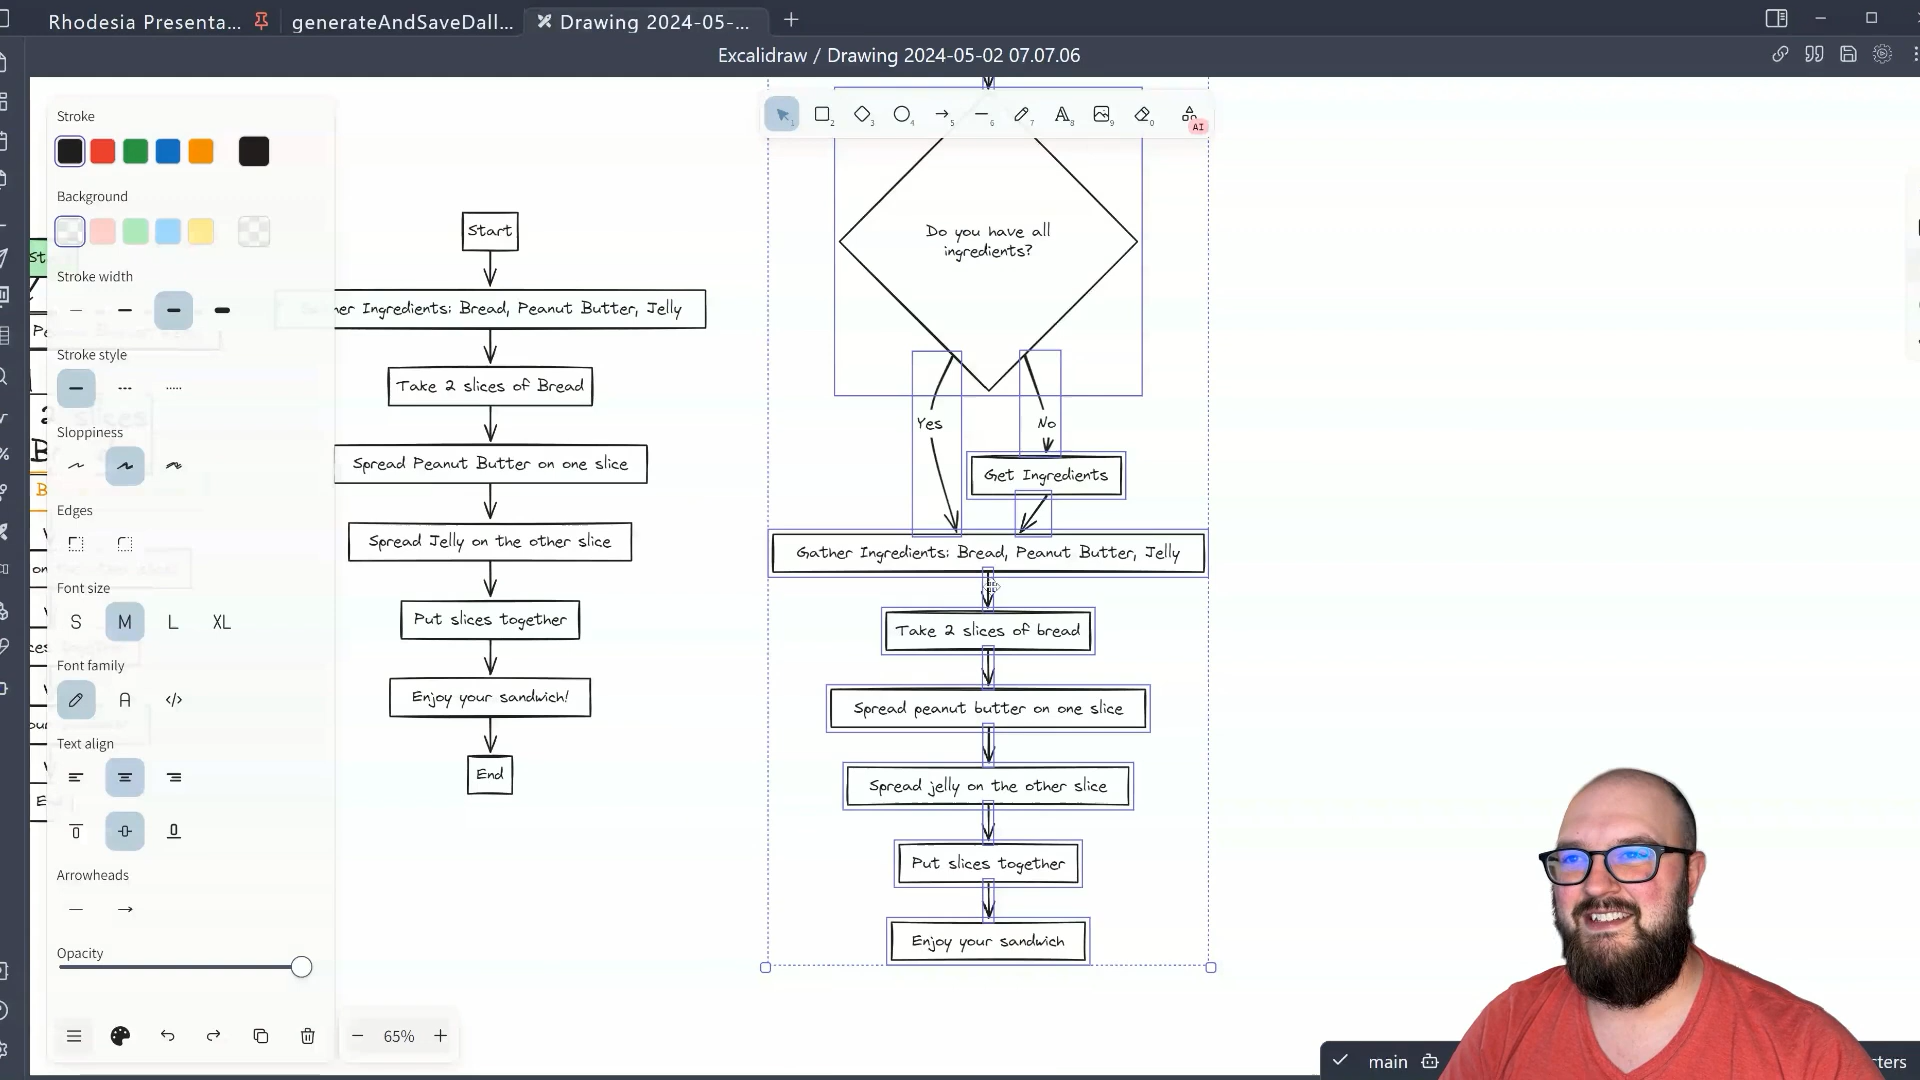 Rhodesia Presenta...
generateAndSaveDall...
Drawing 2024-05-...
Excalidraw / Drawing 2024-05-02 07.07.06
AI
Stroke
Background
Stroke width
Stroke style
Sloppiness
Edges
Font size
S M L XL
Font family
A </>
Text align
Arrowheads
Opacity
65%
Start
Ingredients: Bread, Peanut Butter, Jelly
Take 2 slices of Bread
Spread Peanut Butter on one slice
Spread Jelly on the other slice
Put slices together
Enjoy your sandwich!
End
Do you have all
ingredients?
Yes
No
Get Ingredients
Gather Ingredients: Bread, Peanut Butter, Jelly
Take 2 slices of bread
Spread peanut butter on one slice
Spread jelly on the other slice
Put slices together
Enjoy your sandwich
main